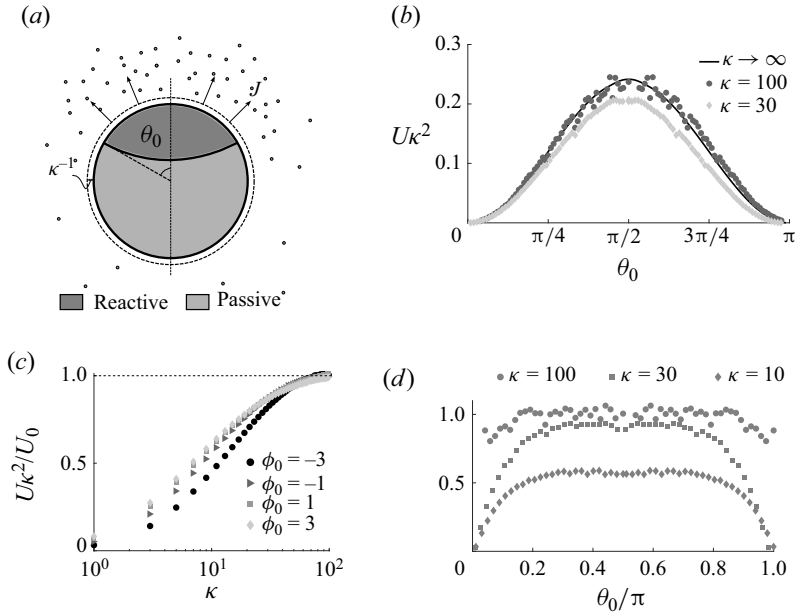 (a)
J
θ0
κ−1
Reactive
Passive
(b)
0.3
0.2
0.1
0
Uκ2
π/4
π/2
3π/4
π
θ0
κ → ∞
κ = 100
κ = 30
(c)
1.0
0.5
0
Uκ2/U0
100
101
102
κ
ϕ0 = –3
ϕ0 = –1
ϕ0 = 1
ϕ0 = 3
(d)
κ = 100
κ = 30
κ = 10
1.0
0.5
0
0.2
0.4
0.6
0.8
1.0
θ0/π